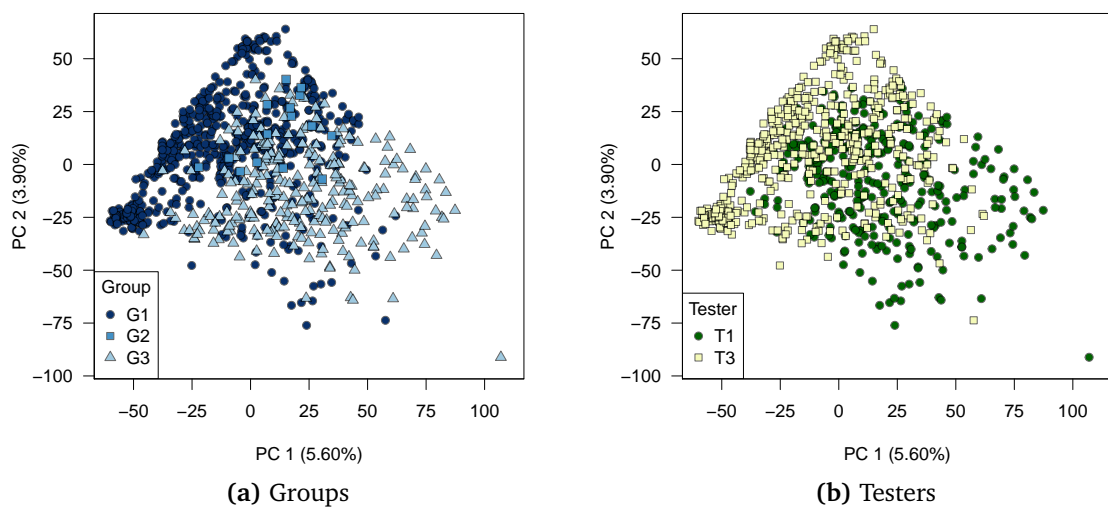 50
25
0
−25
−50
−75
−100
PC 2 (3.90%)
Group
G1
G2
G3
−50 −25 0 25 50 75 100
PC 1 (5.60%)
(a) Groups
50
25
0
−25
−50
−75
−100
PC 2 (3.90%)
Tester
T1
T3
−50 −25 0 25 50 75 100
PC 1 (5.60%)
(b) Testers